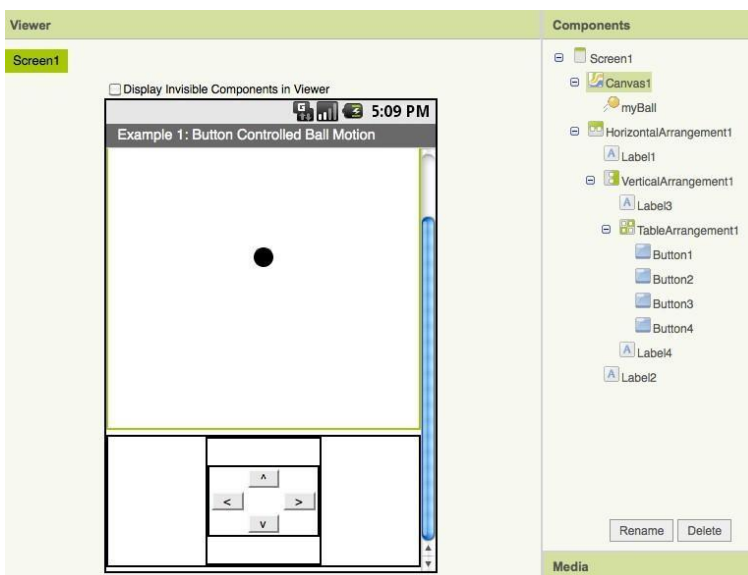 Viewer
Screen1
Display Invisible Components in Viewer
5:09 PM
Example 1: Button Controlled Ball Motion
^
< >
v
Components
Screen1
Canvas1
myBall
HorizontalArrangement1
A Label1
VerticalArrangement1
A Label3
TableArrangement1
Button1
Button2
Button3
Button4
A Label4
A Label2
Rename Delete
Media